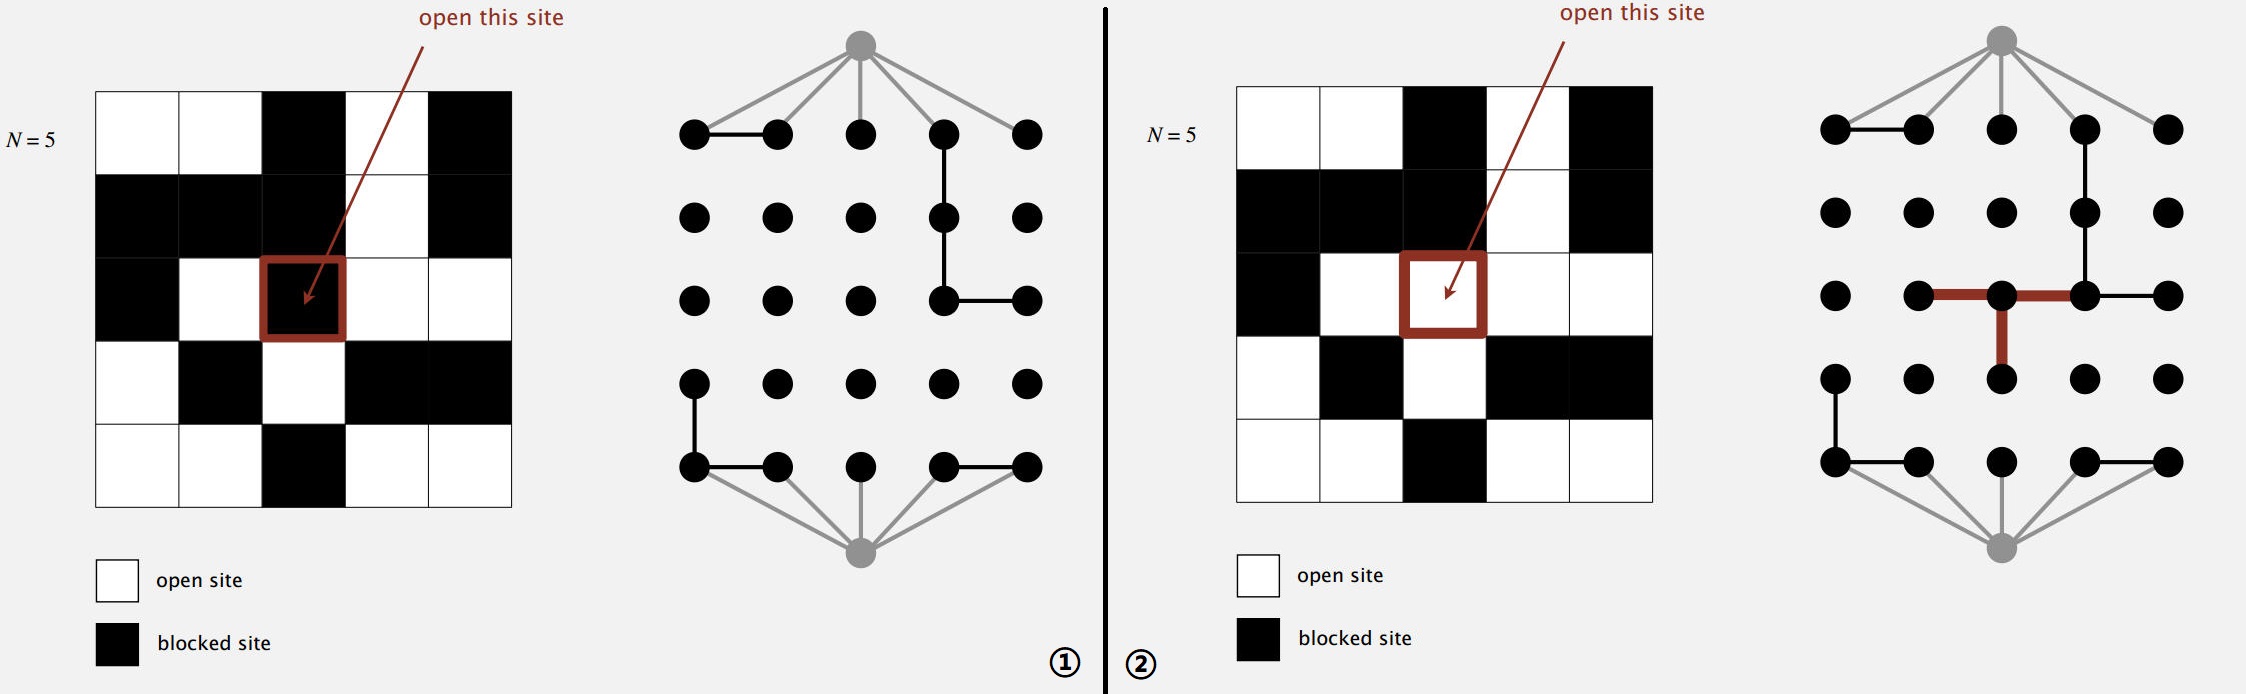 open this site
N = 5
open site
blocked site
①
open this site
N = 5
open site
blocked site
②